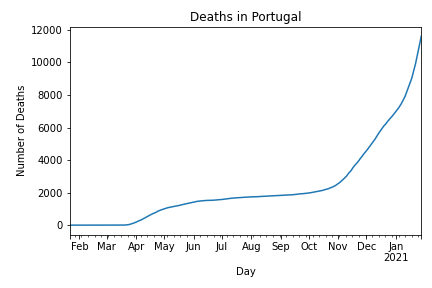 Deaths in Portugal
12000
10000
8000
6000
4000
2000
0
Number of Deaths
Feb Mar Apr May Jun Jul Aug Sep Oct Nov Dec Jan
2021
Day